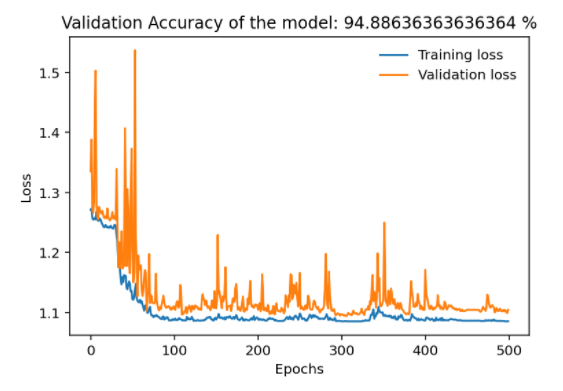 Validation Accuracy of the model: 94.88636363636364 %
Training loss
Validation loss
1.5
1.4
1.3
1.2
1.1
Loss
0 100 200 300 400 500
Epochs